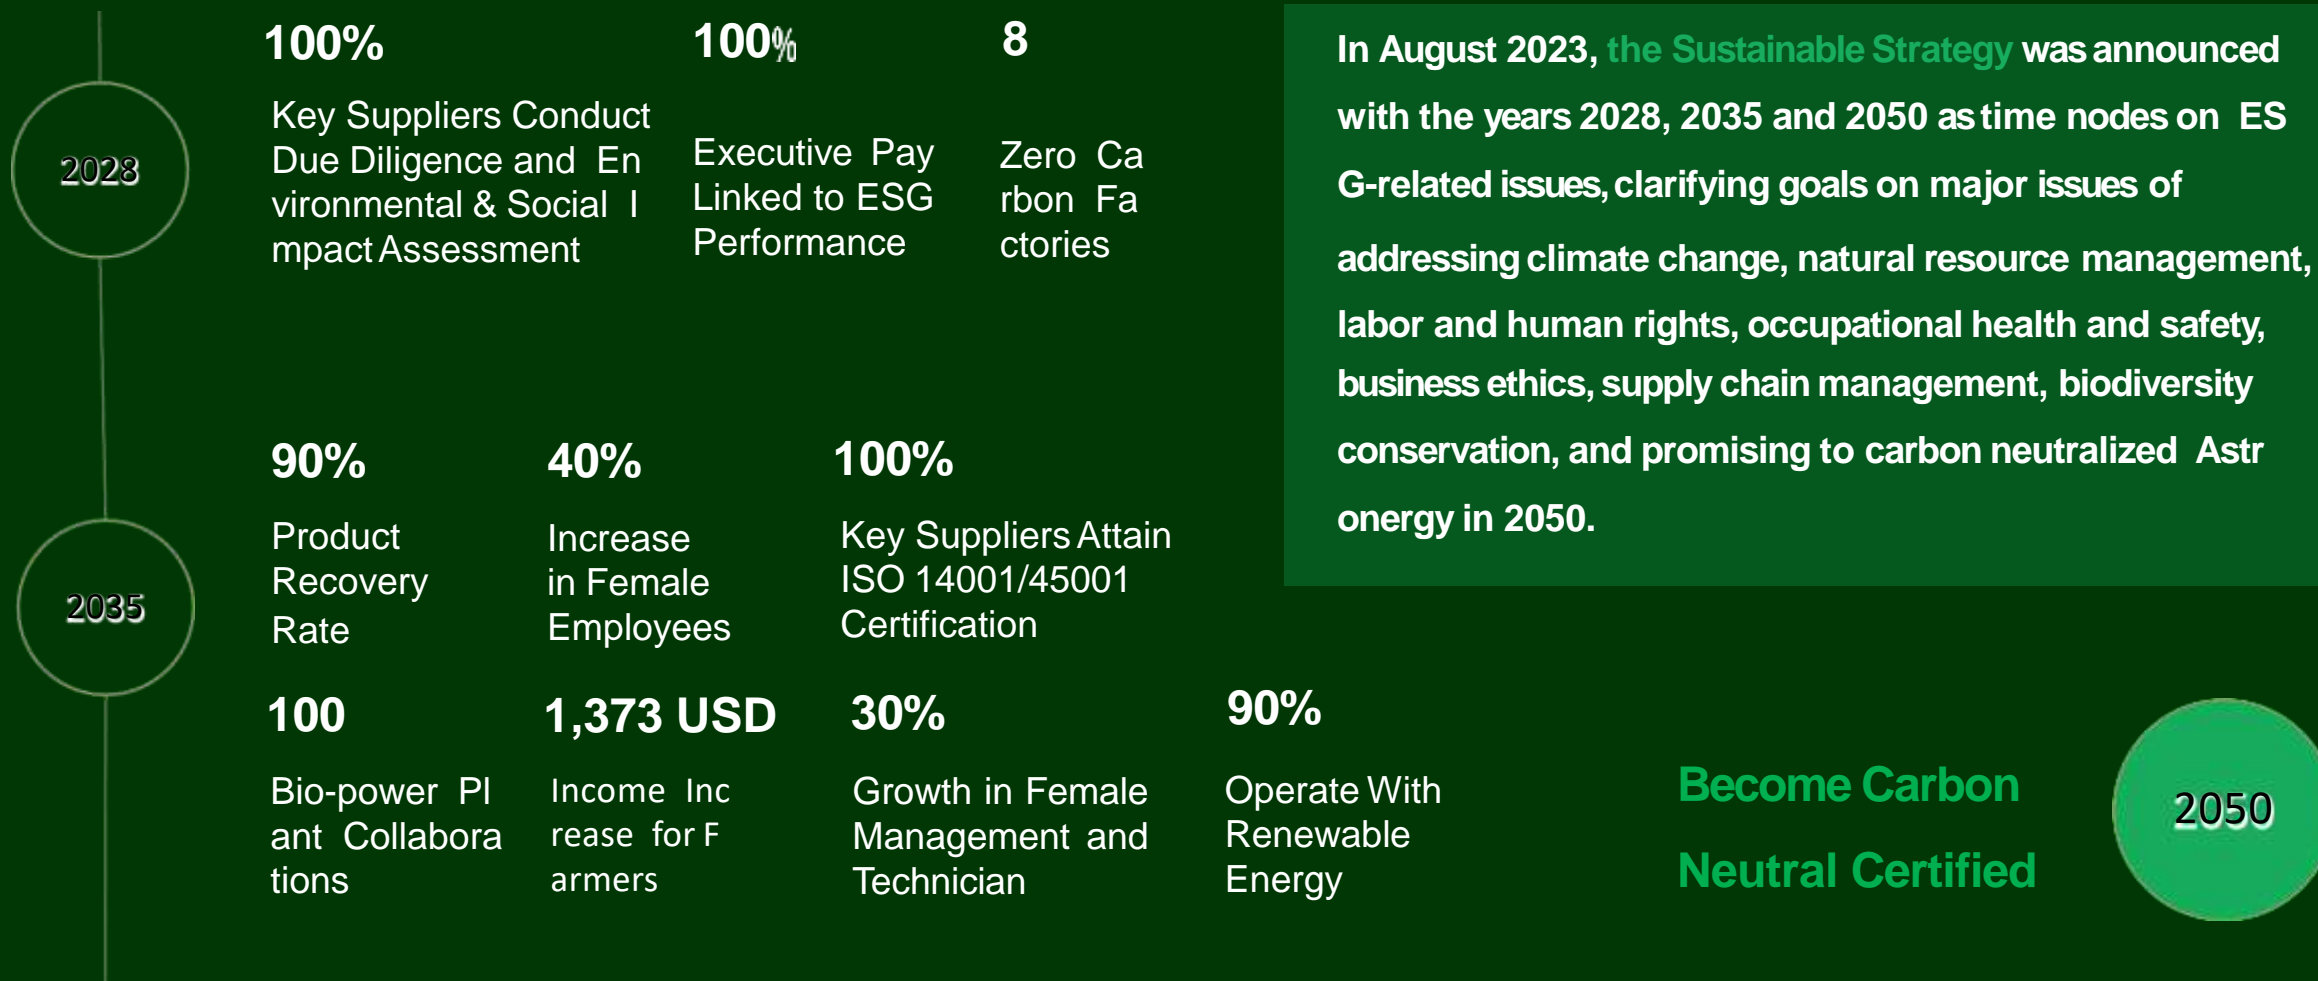 2028
100%
Key Suppliers Conduct
Due Diligence and En
vironmental & Social I
mpact Assessment
100%
Executive Pay
Linked to ESG
Performance
8
Zero Ca
rbon Fa
ctories
In August 2023, the Sustainable Strategy was announced
with the years 2028, 2035 and 2050 as time nodes on ES
G-related issues, clarifying goals on major issues of
addressing climate change, natural resource management,
labor and human rights, occupational health and safety,
business ethics, supply chain management, biodiversity
conservation, and promising to carbon neutralized Astr
onergy in 2050.
2035
90%
Product
Recovery
Rate
40%
Increase
in Female
Employees
100%
Key Suppliers Attain
ISO 14001/45001
Certification
100
Bio-power Pl
ant Collabora
tions
1,373 USD
Income Inc
rease for F
armers
30%
Growth in Female
Management and
Technician
90%
Operate With
Renewable
Energy
Become Carbon
Neutral Certified
2050